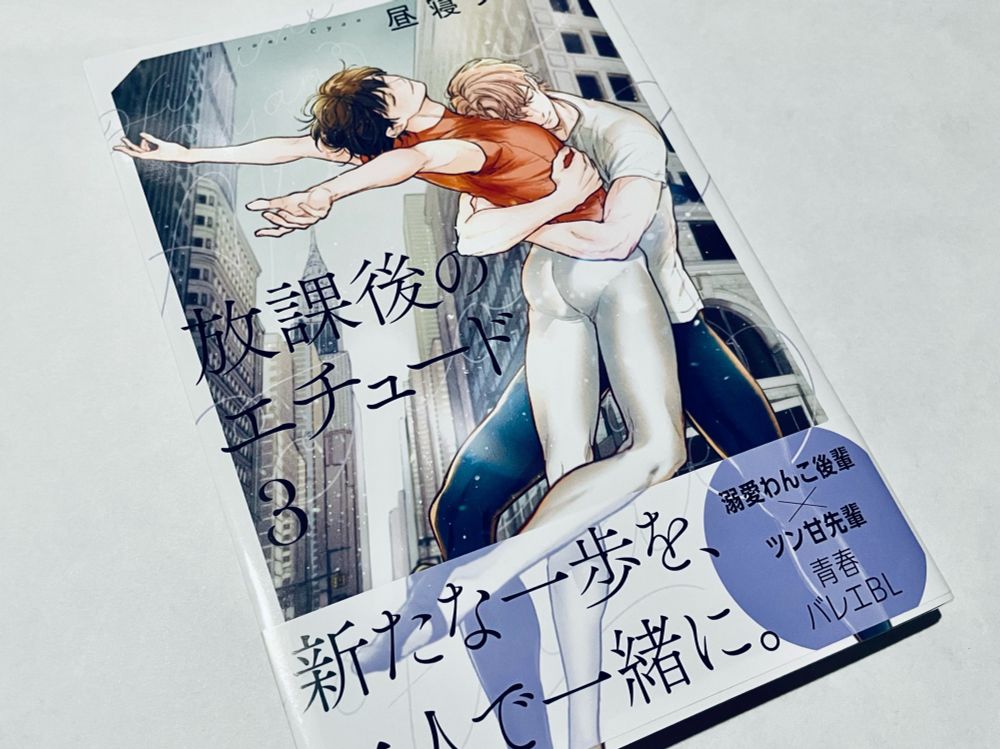 昼寝
放課後の
エチュード
3
溺愛わんこ後輩
×
ツン甘先輩
青春
バレエBL
新たな一歩を、
人で一緒に。